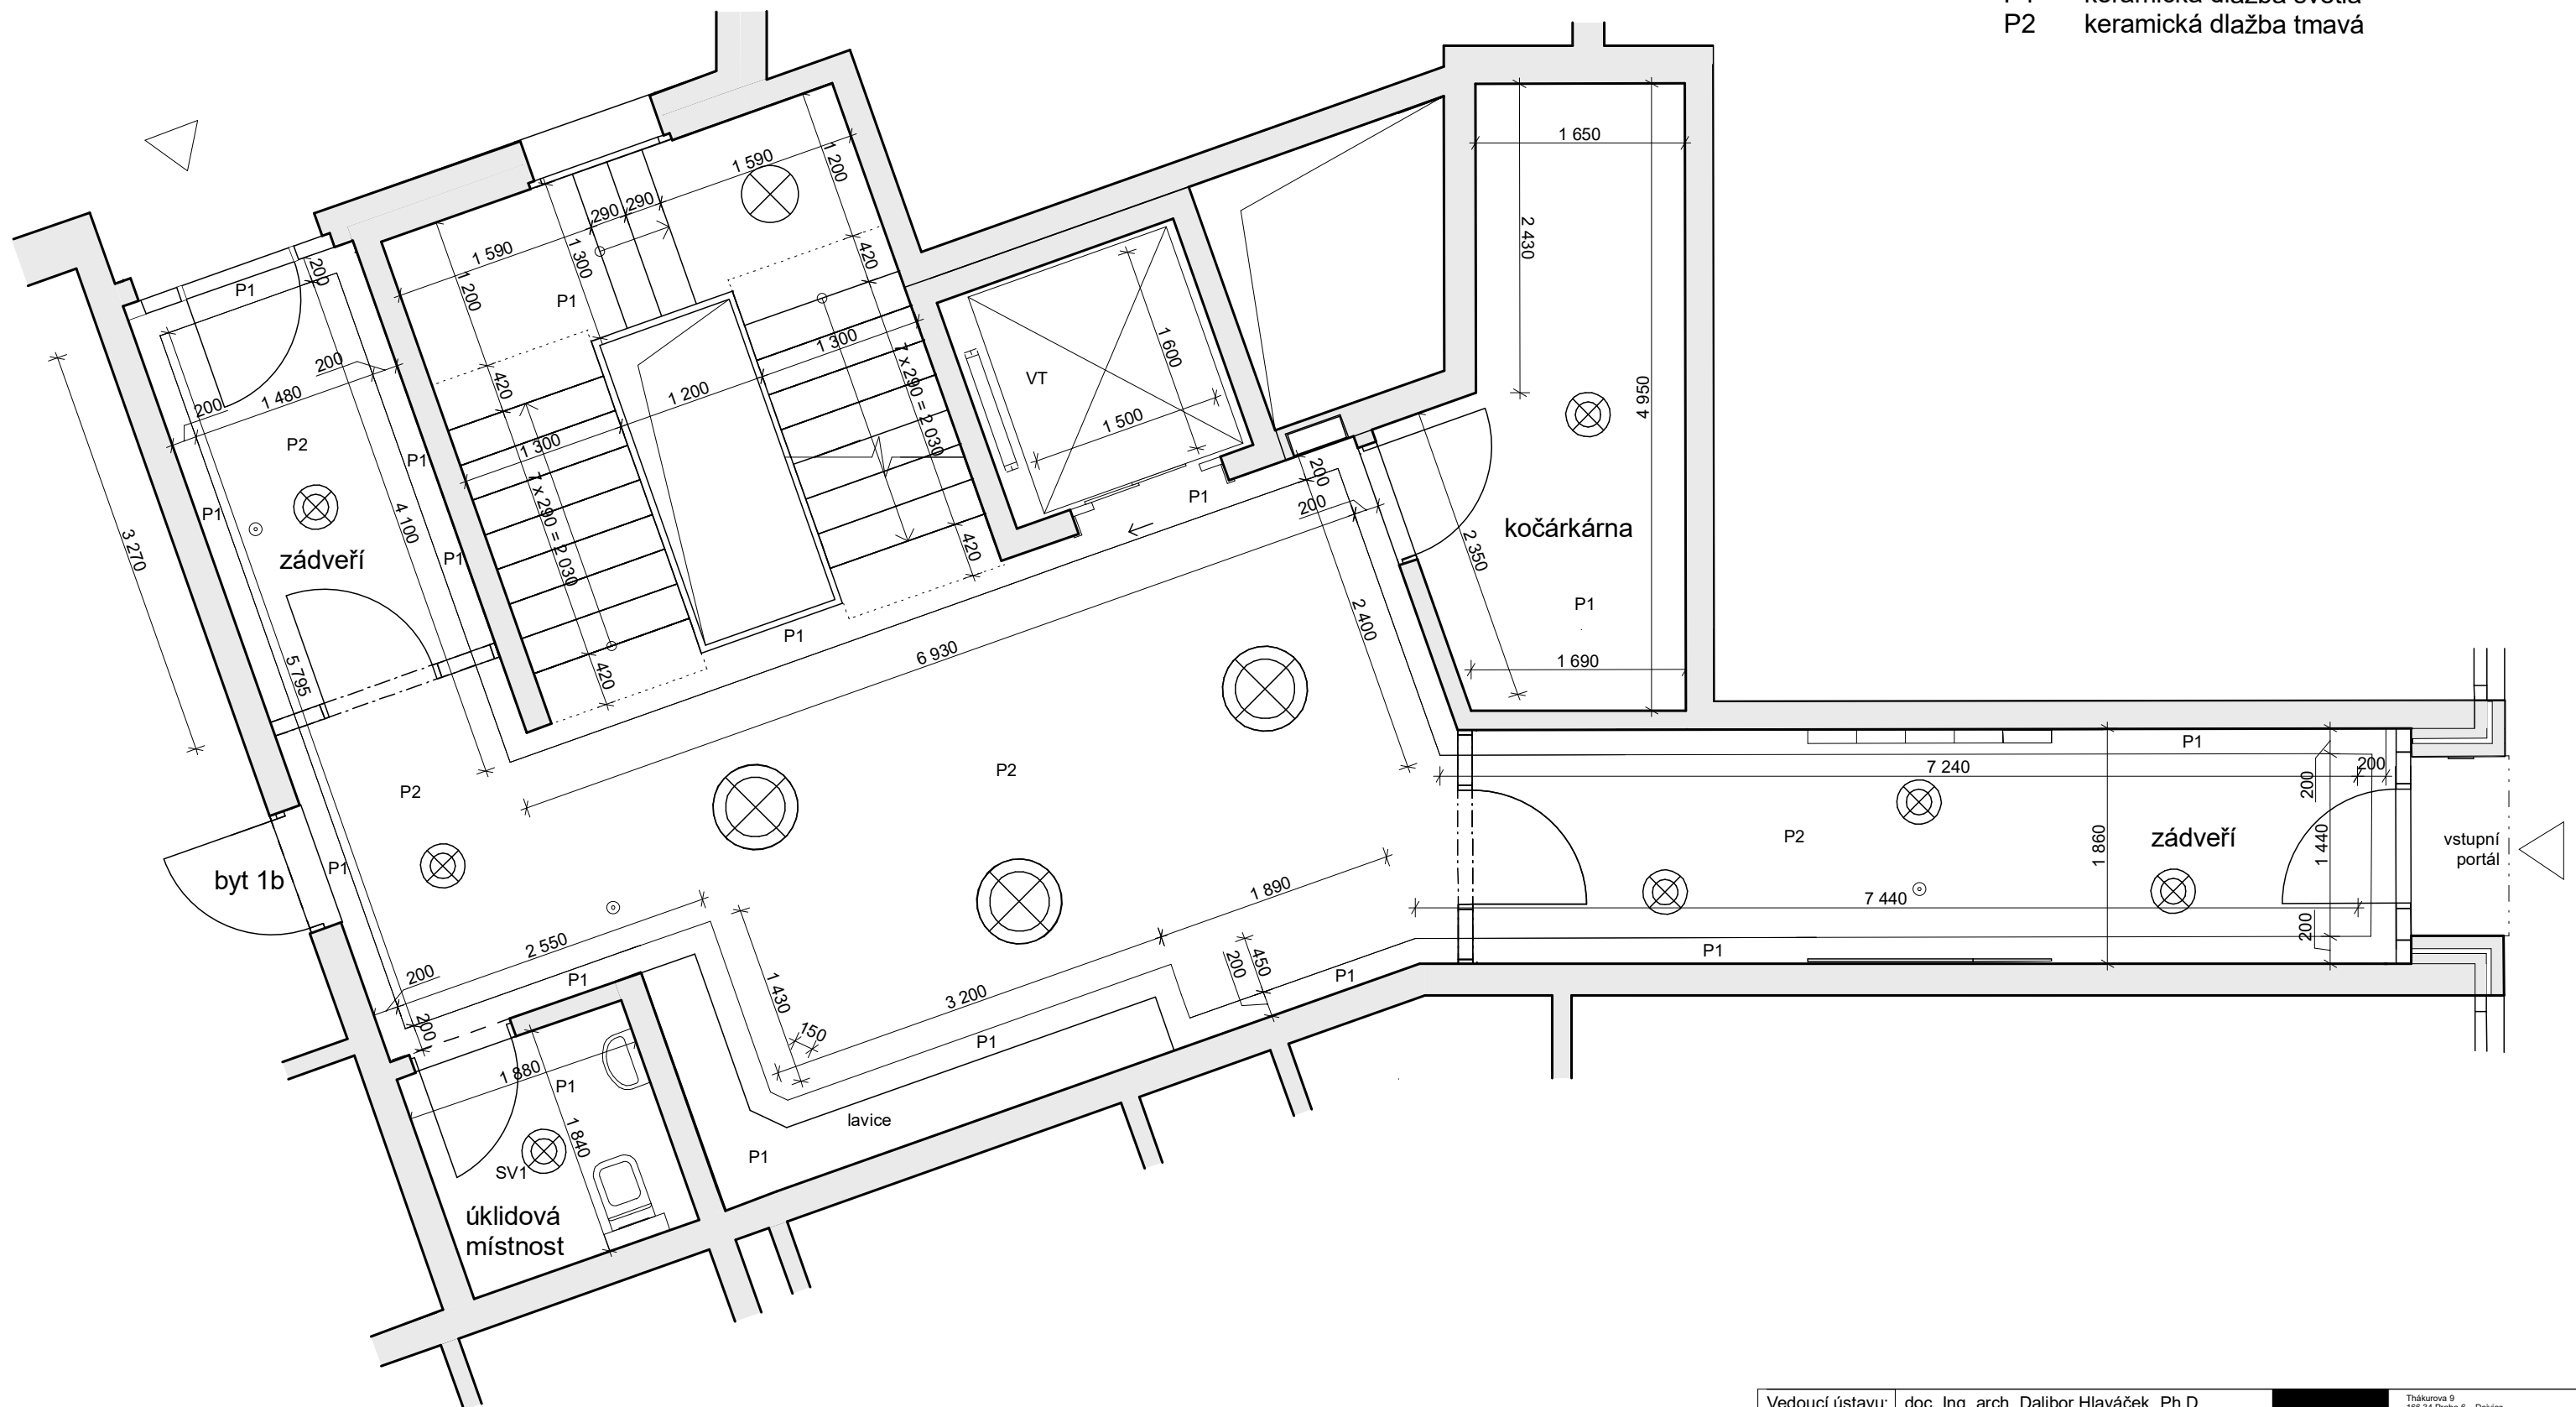 P2 keramická dlažba tmavá
1 590
1 200
290
290
1 650
1 590
1 300
420
2 430
200
P1
1 200
P1
420
1 300
1 600
200
VT
1 200
7 x 290 = 2 030
4 950
200
1 480
1 500
P2
1 300
P1
200
P1
200
kočárkárna
P1
4 100
7 x 290 = 2 030
2 350
3 270
zádveří
P1
420
P1
2 400
P1
6 930
1 690
5 795
420
P1
P2
P2
7 240
200
200
P2
zádveří
1 860
1 440
vstupní
portál
byt 1b
P1
1 890
7 440
2 550
200
P1
1 430
450
200
P1
P1
200
200
3 200
150
P1
1 880
P1
1 840
lavice
SV1
P1
úklidová
místnost
Vedoucí ústavu: doc. Ing. arch. Dalibor Hlaváček, Ph.D.
Thákurova 9